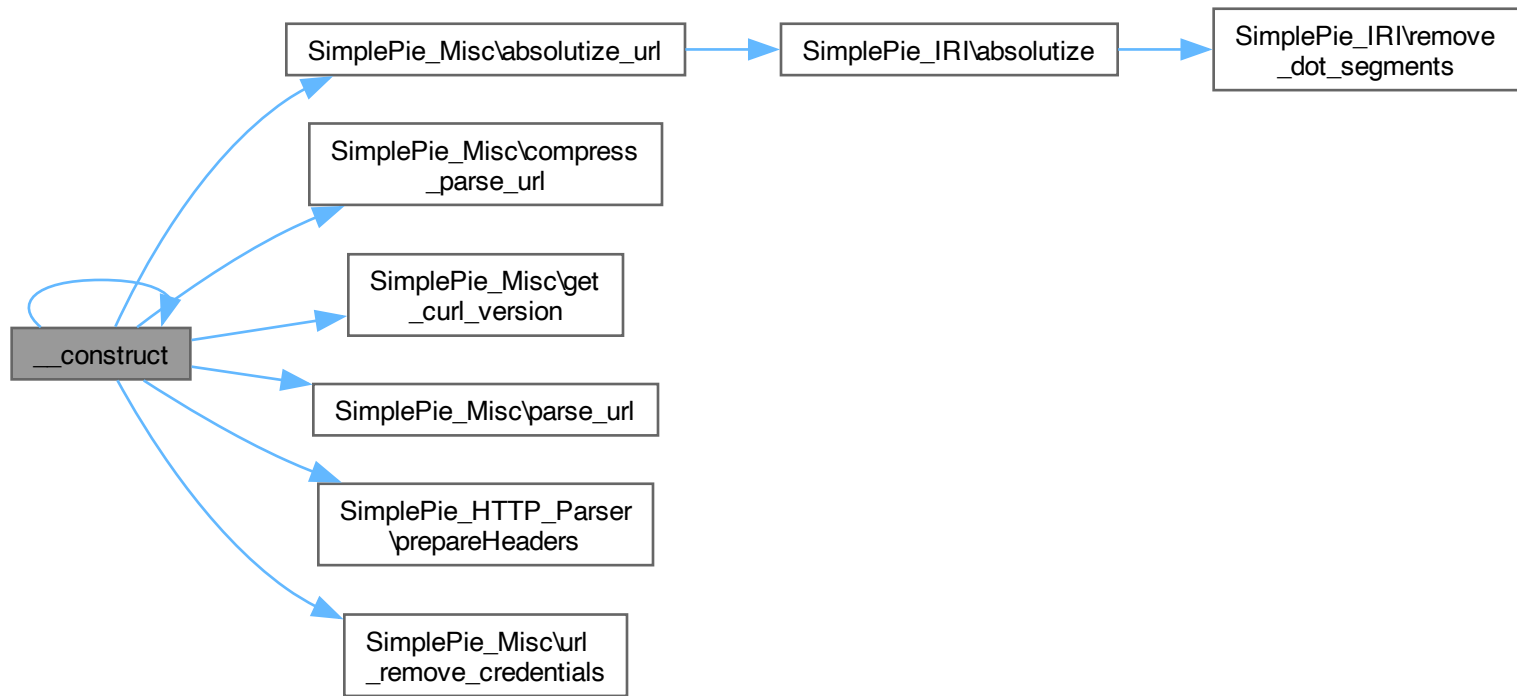 SimplePie_Misc\absolutize_url
SimplePie_IRI\absolutize
SimplePie_IRI\remove
_dot_segments
SimplePie_Misc\compress
_parse_url
SimplePie_Misc\get
_curl_version
__construct
SimplePie_Misc\parse_url
SimplePie_HTTP_Parser
\prepareHeaders
SimplePie_Misc\url
_remove_credentials